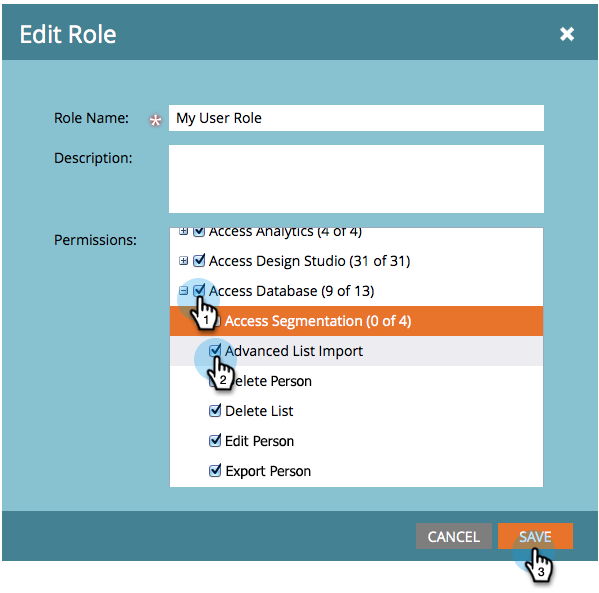 Edit Role
Role Name: * My User Role
Description:
Permissions:
Access Analytics (4 of 4)
Access Design Studio (31 of 31)
Access Database (9 of 13)
1
Access Segmentation (0 of 4)
Advanced List Import
2
elete Person
Delete List
Edit Person
Export Person
CANCEL SAVE
3